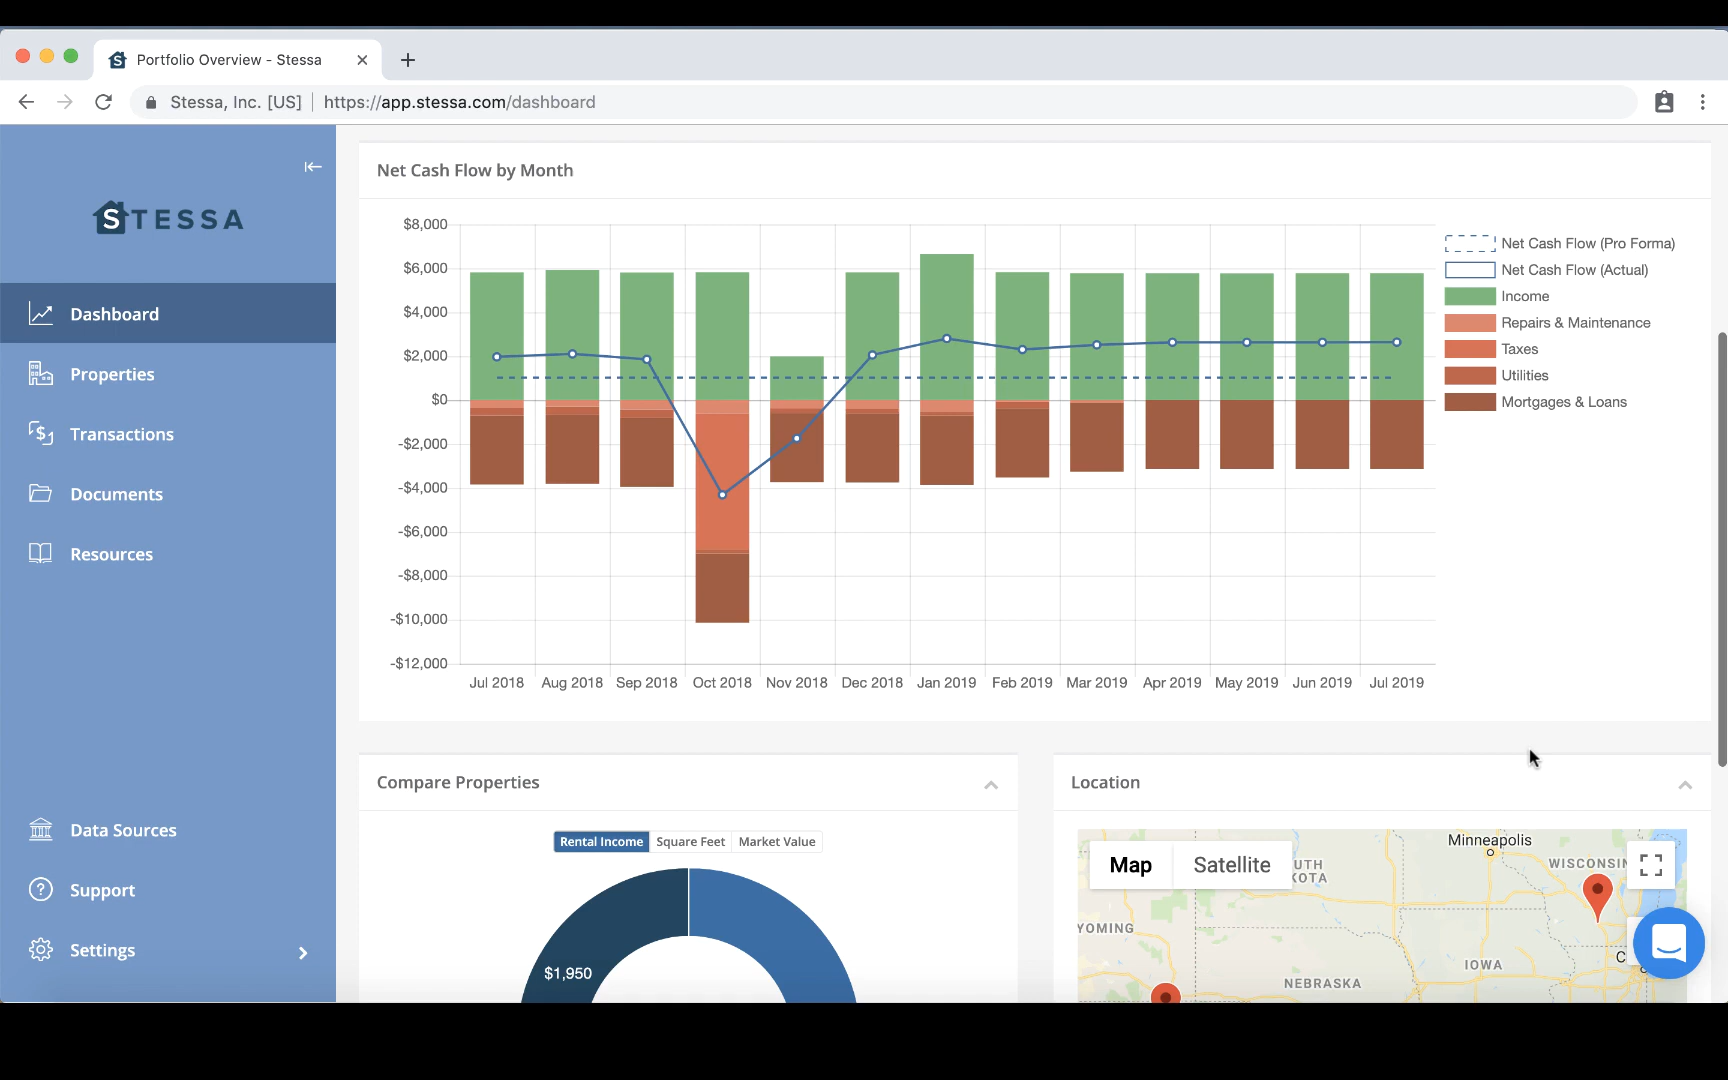 Portfolio Overview - Stessa
Stessa, Inc. [US] | https://app.stessa.com/dashboard
STESSA
Dashboard
Properties
Transactions
Documents
Resources
Data Sources
Support
Settings
Net Cash Flow by Month
$8,000
$6,000
$4,000
$2,000
$0
-$2,000
-$4,000
-$6,000
-$8,000
-$10,000
-$12,000
Jul 2018 Aug 2018 Sep 2018 Oct 2018 Nov 2018 Dec 2018 Jan 2019 Feb 2019 Mar 2019 Apr 2019 May 2019 Jun 2019 Jul 2019
Net Cash Flow (Pro Forma)
Net Cash Flow (Actual)
Income
Repairs & Maintenance
Taxes
Utilities
Mortgages & Loans
Compare Properties
Rental Income Square Feet Market Value
$1,950
Location
Map Satellite
Minneapolis
WISCONSIN
UTH
KOTA
YOMING
IOWA
NEBRASKA
C